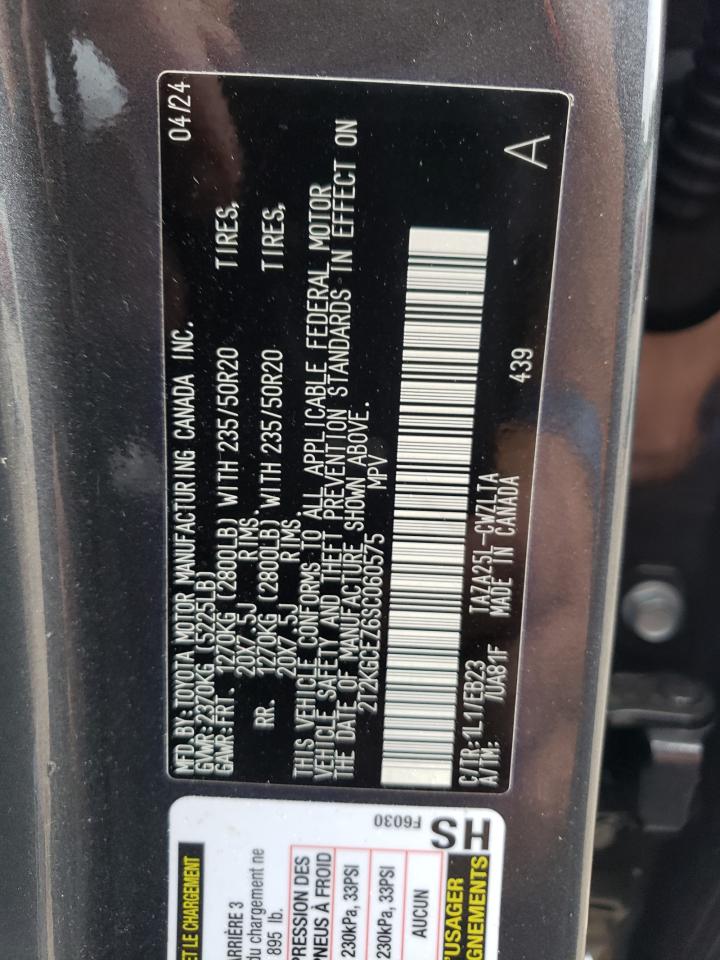 MFD.BY:TOYOTA MOTOR MANUFACTURING CANADA INC. 04/24
GVWR:2370KG (5225LB)
GAWR:FRT. 1270KG (2800LB) WITH 235/50R20 TIRES,
20X7.5J RIMS
RR. 1270KG (2800LB) WITH 235/50R20 TIRES,
20X7.5J RIMS
THIS VEHICLE CONFORMS TO ALL APPLICABLE FEDERAL MOTOR
VEHICLE SAFETY AND THEFT PREVENTION STANDARDS IN EFFECT ON
THE DATE OF MANUFACTURE SHOWN ABOVE.
2T2KGCEZ6SC060575 MPV
C/TR:1L1/EB23 TAZA25L-CWZLTA
A/TM: /UA81F MADE IN CANADA 439 A
ET LE CHARGEMENT
ARRIÈRE 3
du chargement ne
895 lb.
PRESSION DES
PNEUS À FROID
230kPa, 33PSI
230kPa, 33PSI
AUCUN
'USAGER
GNEMENTS
F6030
HS